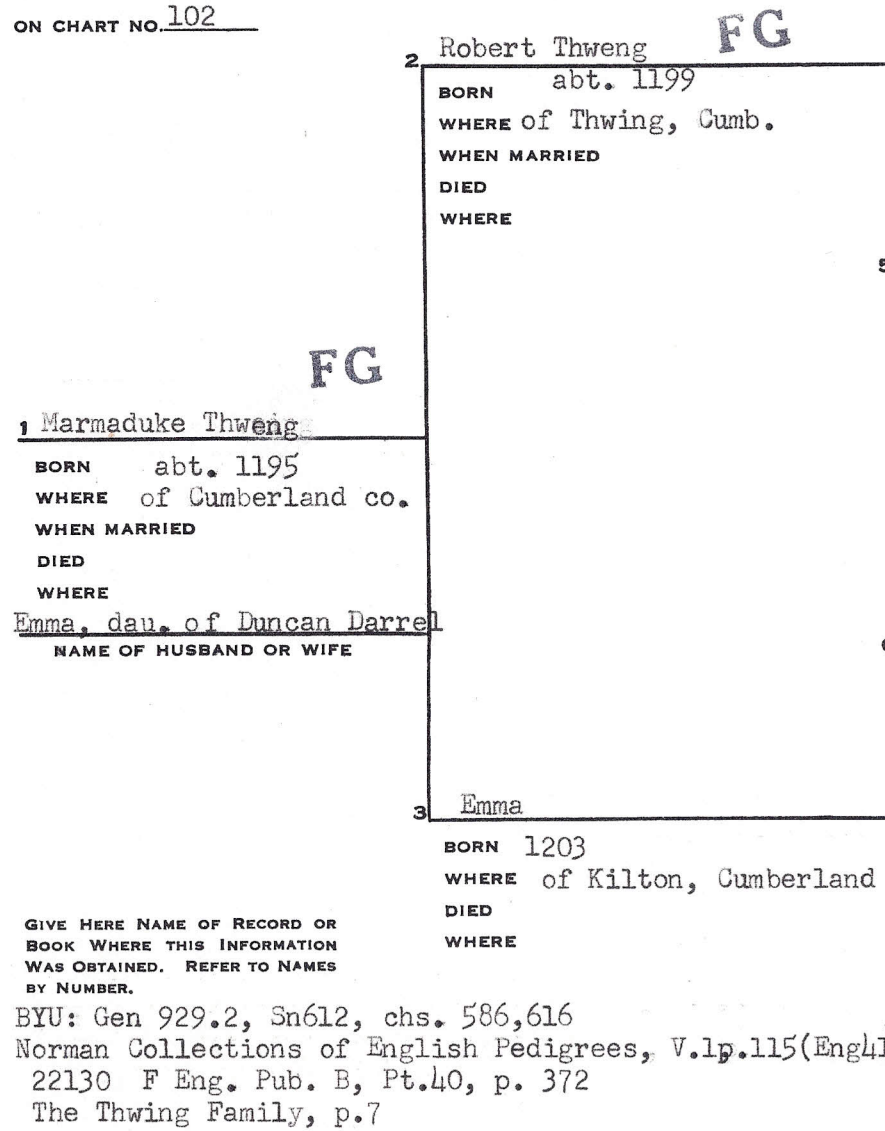 ON CHART NO. 102
FG
2 Robert Thweng
BORN abt. 1199
WHERE of Thwing, Cumb.
WHEN MARRIED
DIED
WHERE
5
FG
1 Marmaduke Thweng
BORN abt. 1195
WHERE of Cumberland co.
WHEN MARRIED
DIED
WHERE
Emma, dau. of Duncan Darrel
NAME OF HUSBAND OR WIFE
3 Emma
BORN 1203
WHERE of Kilton, Cumberland
DIED
WHERE
GIVE HERE NAME OF RECORD OR
BOOK WHERE THIS INFORMATION
WAS OBTAINED. REFER TO NAMES
BY NUMBER.
BYU: Gen 929.2, Sn612, chs. 586,616
Norman Collections of English Pedigrees, V.1p.115(Eng41
22130 F Eng. Pub. B, Pt.40, p. 372
The Thwing Family, p.7